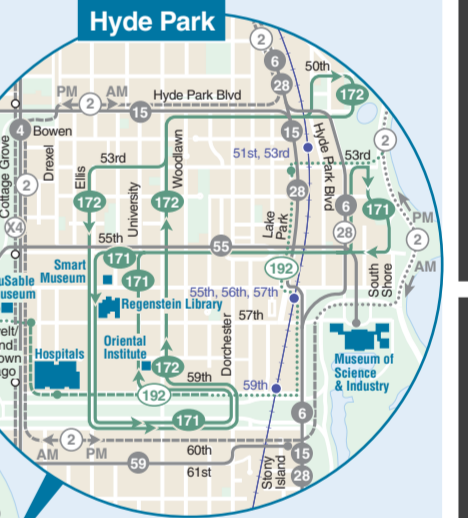 Hyde Park
2
6
28
50th
172
PM
AM
2
Hyde Park Blvd
15
4
Bowen
15
Hyde Park Blvd
2
Cottage Grove
Drexel
Ellis
53rd
University
Woodlawn
51st, 53rd
53rd
2
172
172
28
6
171
X4
Lake
Park
28
PM
2
AM
55th
171
55
192
South
Shore
Smart
Museum
171
Regenstein Library
55th, 56th, 57th
57th
Dorchester
Oriental
Institute
Hospitals
172
59th
192
59th
Museum of
Science
& Industry
171
6
2
AM
PM
60th
59
61st
Stony
Island
15
28